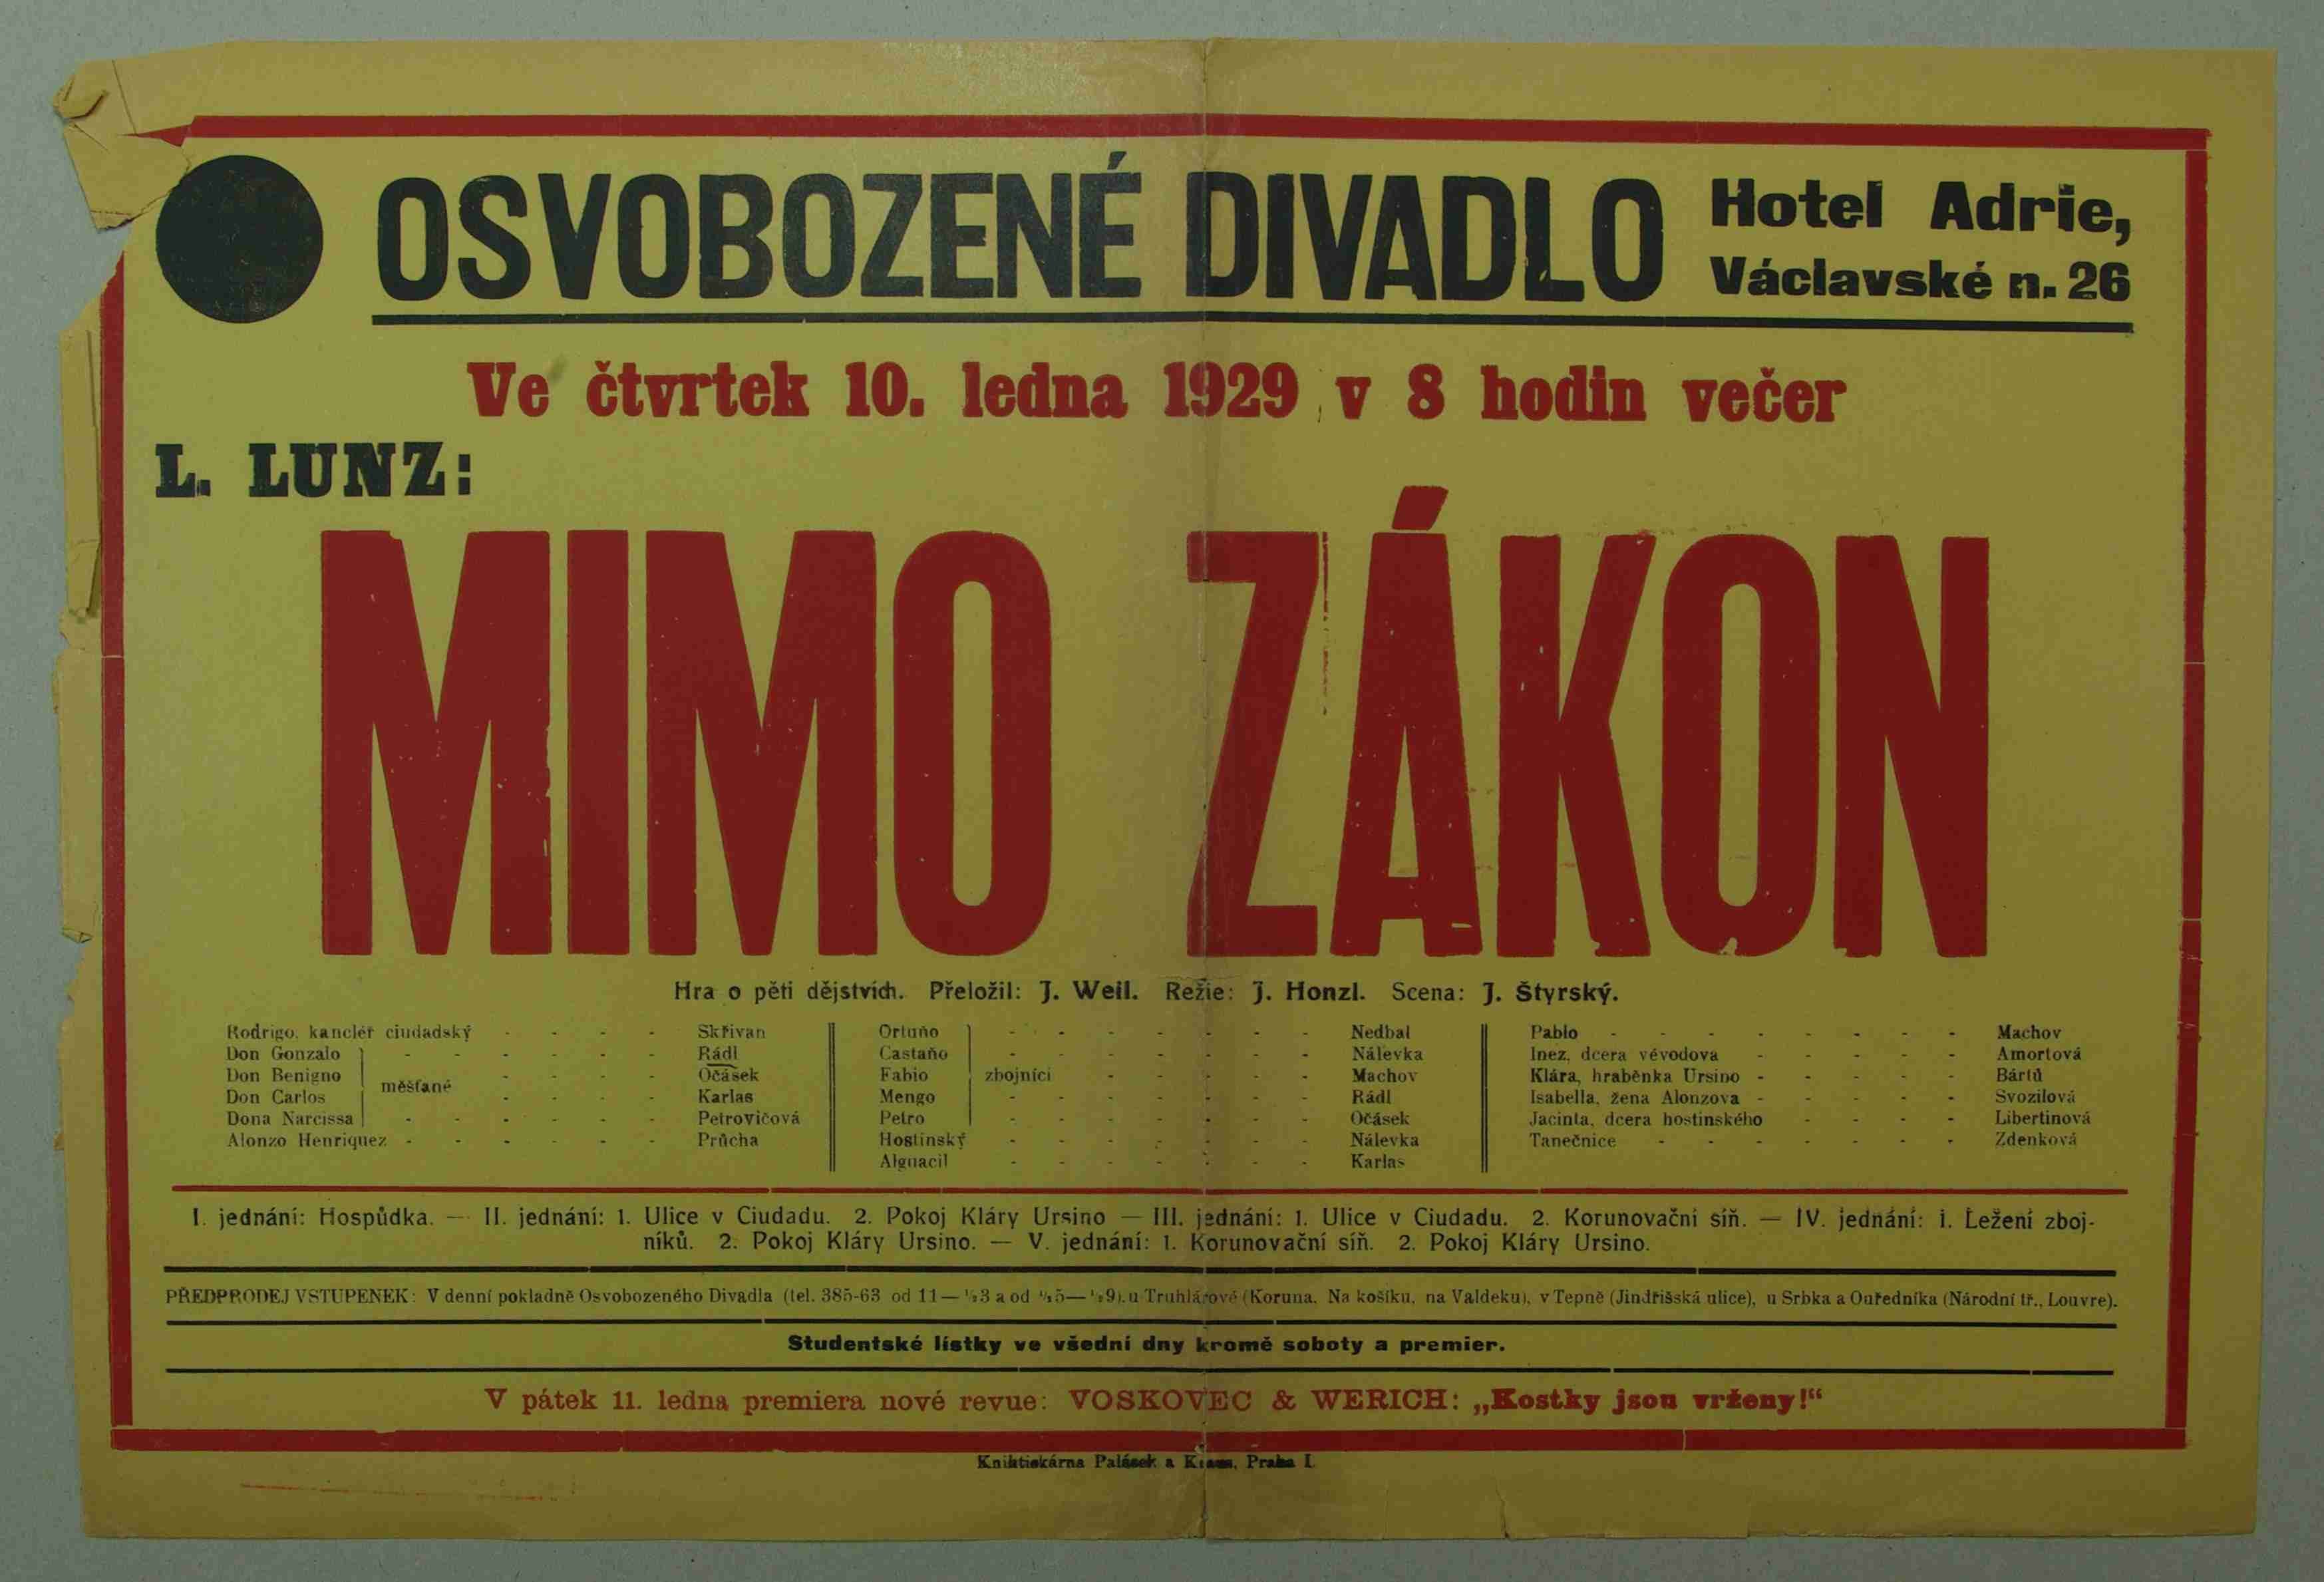 OSVOBOZENÉ DIVADLO
Hotel Adrie,
Václavské n. 26
Ve čtvrtek 10. ledna 1929 v 8 hodin večer
L. LUNZ:
MIMO ZÁKON
Hra o pěti dějstvích. Přeložil: J. Weil. Režie: J. Honzl. Scena: J. Štyrský.
Rodrigo, kancléř ciudadský - - - - Skřivan
Don Gonzalo - - - - - - Rádl
Don Benigno - - - - Očásek
měšťané
Don Carlos - - - - Karlas
Dona Narcissa - - - - - - Petrovičová
Alonzo Henriquez - - - - - - Průcha
Ortuňo - - - - - - - Nedbal
Castaňo - - - - - - - Nálevka
Fabio zbojníci - - - - - Machov
Mengo - - - - - - - Rádl
Petro - - - - - - - Očásek
Hostinský - - - - - - - Nálevka
Alguacil - - - - - - - Karlas
Pablo - - - - - - - - Machov
Inez, dcera vévodova - - - - - Amortová
Klára, hraběnka Ursino - - - - - Bártů
Isabella, žena Alonzova - - - - - Svozilová
Jacinta, dcera hostinského - - - - Libertinová
Tanečnice - - - - - - - Zdenková
I. jednání: Hospůdka. — II. jednání: 1. Ulice v Ciudadu. 2. Pokoj Kláry Ursino — III. jednání: 1. Ulice v Ciudadu. 2. Korunovační síň. — IV. jednání: 1. Ležení zboj-
níků. 2. Pokoj Kláry Ursino. — V. jednání: 1. Korunovační síň. 2. Pokoj Kláry Ursino.
PŘEDPRODEJ VSTUPENEK: V denní pokladně Osvobozeného Divadla (tel. 385-63 od 11—½3 a od ½5—½9), u Truhlářové (Koruna, Na košíku, na Valdeku), v Tepně (Jindřišská ulice), u Srbka a Ouředníka (Národní tř., Louvre).
Studentské lístky ve všední dny kromě soboty a premier.
V pátek 11. ledna premiera nové revue: VOSKOVEC & WERICH: „Kostky jsou vrženy!“
Knihtiskárna Palásek a Kraus, Praha I.